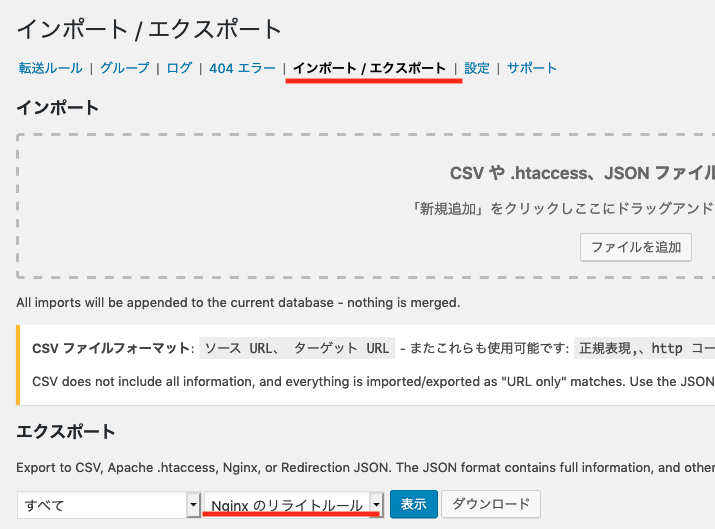 インポート / エクスポート
転送ルール | グループ | ログ | 404 エラー | インポート / エクスポート | 設定 | サポート
インポート
CSV や .htaccess、JSON ファイル
「新規追加」をクリックしここにドラッグアンド
ファイルを追加
All imports will be appended to the current database - nothing is merged.
CSV ファイルフォーマット: ソース URL、 ターゲット URL - またこれらも使用可能です: 正規表現,、http コー
CSV does not include all information, and everything is imported/exported as "URL only" matches. Use the JSON
エクスポート
Export to CSV, Apache .htaccess, Nginx, or Redirection JSON. The JSON format contains full information, and other
すべて Nginx のリライトルール 表示 ダウンロード